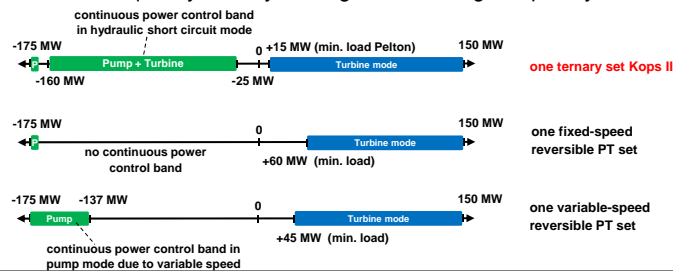 continuous power control band
in hydraulic short circuit mode
-175 MW
0
+15 MW (min. load Pelton)
150 MW
P
Pump + Turbine
Turbine mode
one ternary set Kops II
-160 MW
-25 MW
-175 MW
0
150 MW
one fixed-speed
P
Turbine mode
reversible PT set
no continuous power
control band
+60 MW (min. load)
-175 MW
-137 MW
0
150 MW
one variable-speed
Pump
Turbine mode
reversible PT set
+45 MW (min. load)
continuous power control band in
pump mode due to variable speed